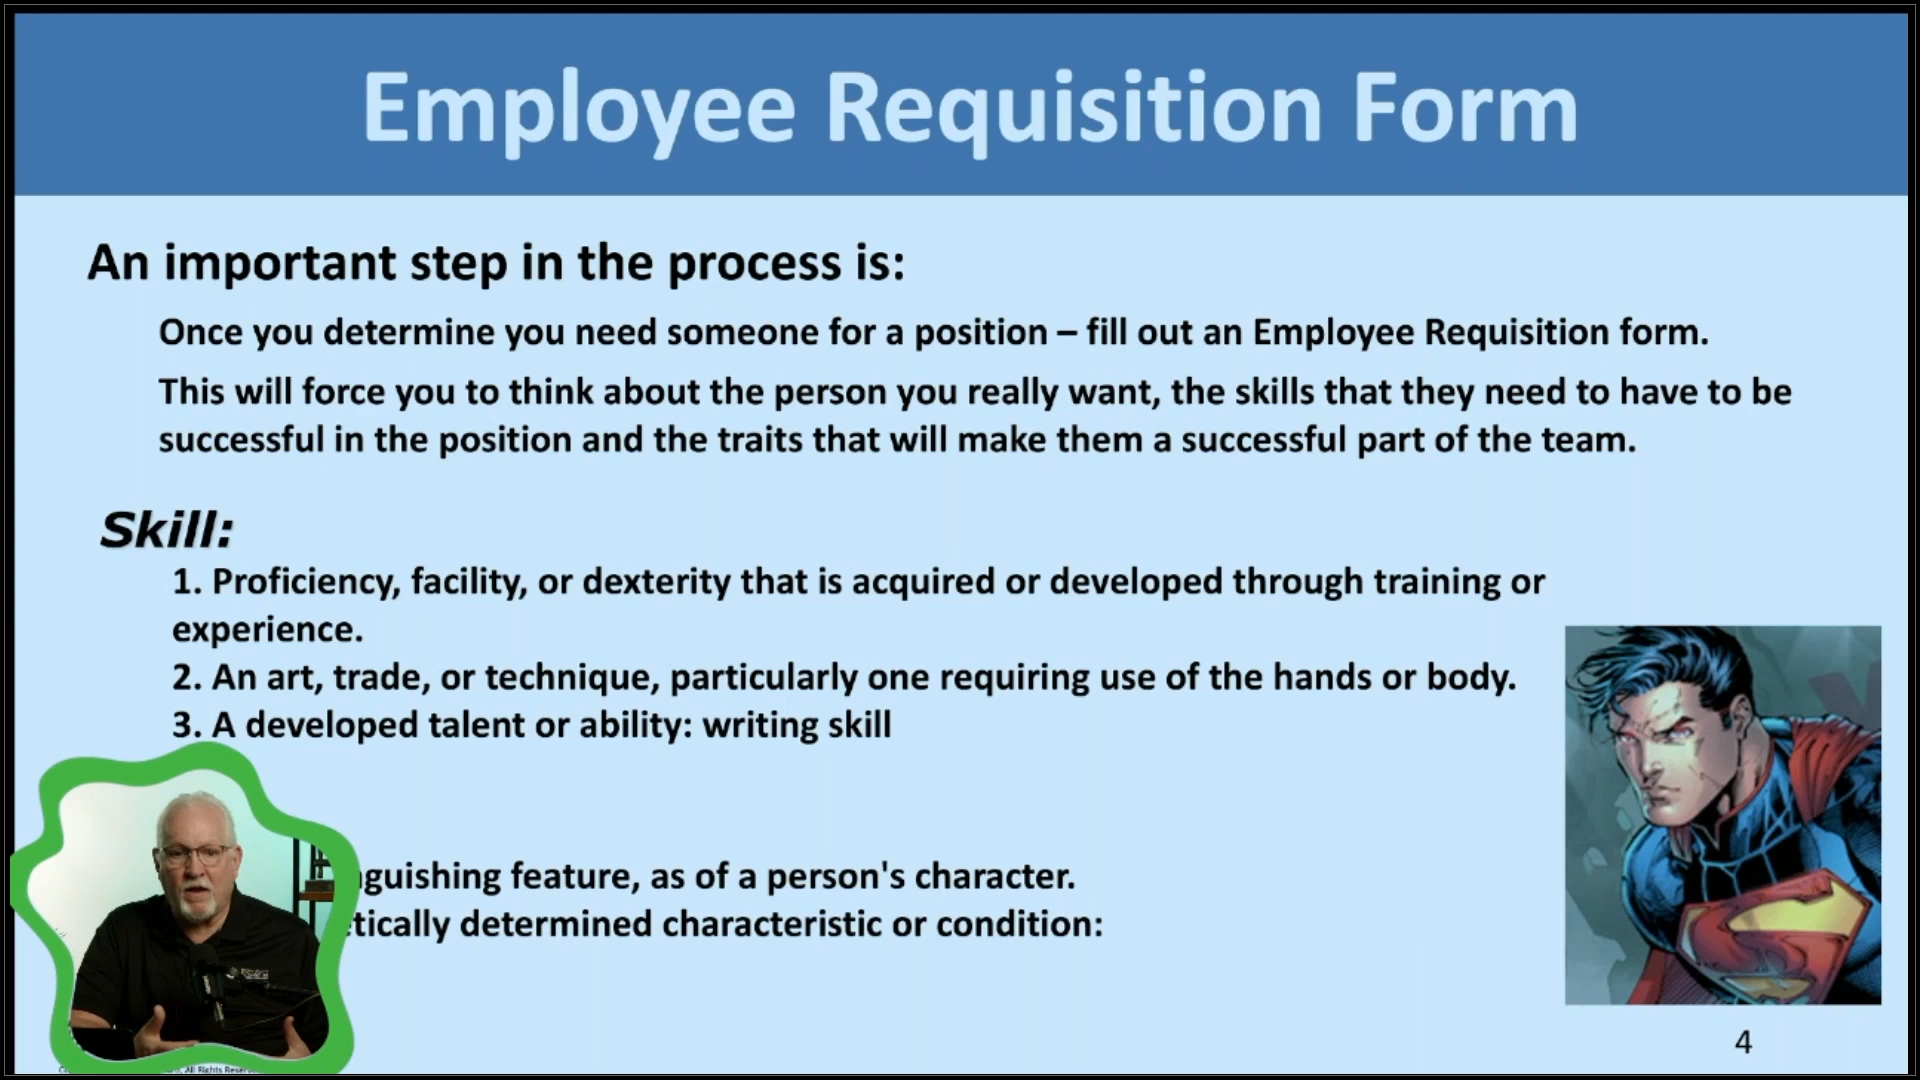 Employee Requisition Form
An important step in the process is:
Once you determine you need someone for a position – fill out an Employee Requisition form.
This will force you to think about the person you really want, the skills that they need to have to be
successful in the position and the traits that will make them a successful part of the team.
Skill:
1. Proficiency, facility, or dexterity that is acquired or developed through training or
experience.
2. An art, trade, or technique, particularly one requiring use of the hands or body.
3. A developed talent or ability: writing skill
feature, as of a person's character.
determined characteristic or condition:
All Rights
4